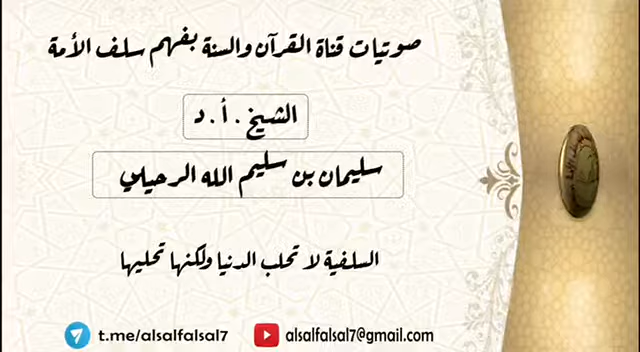 صوتيات قناة القرآن والسنة بفهم سلف الأمة
الشيخ . أ . د
سليمان بن سليم الله الرحيلي
السلفية لا تحلب الدنيا ولكنها تحليها
t.me/alsalfalsal7
alsalfalsal7@gmail.com